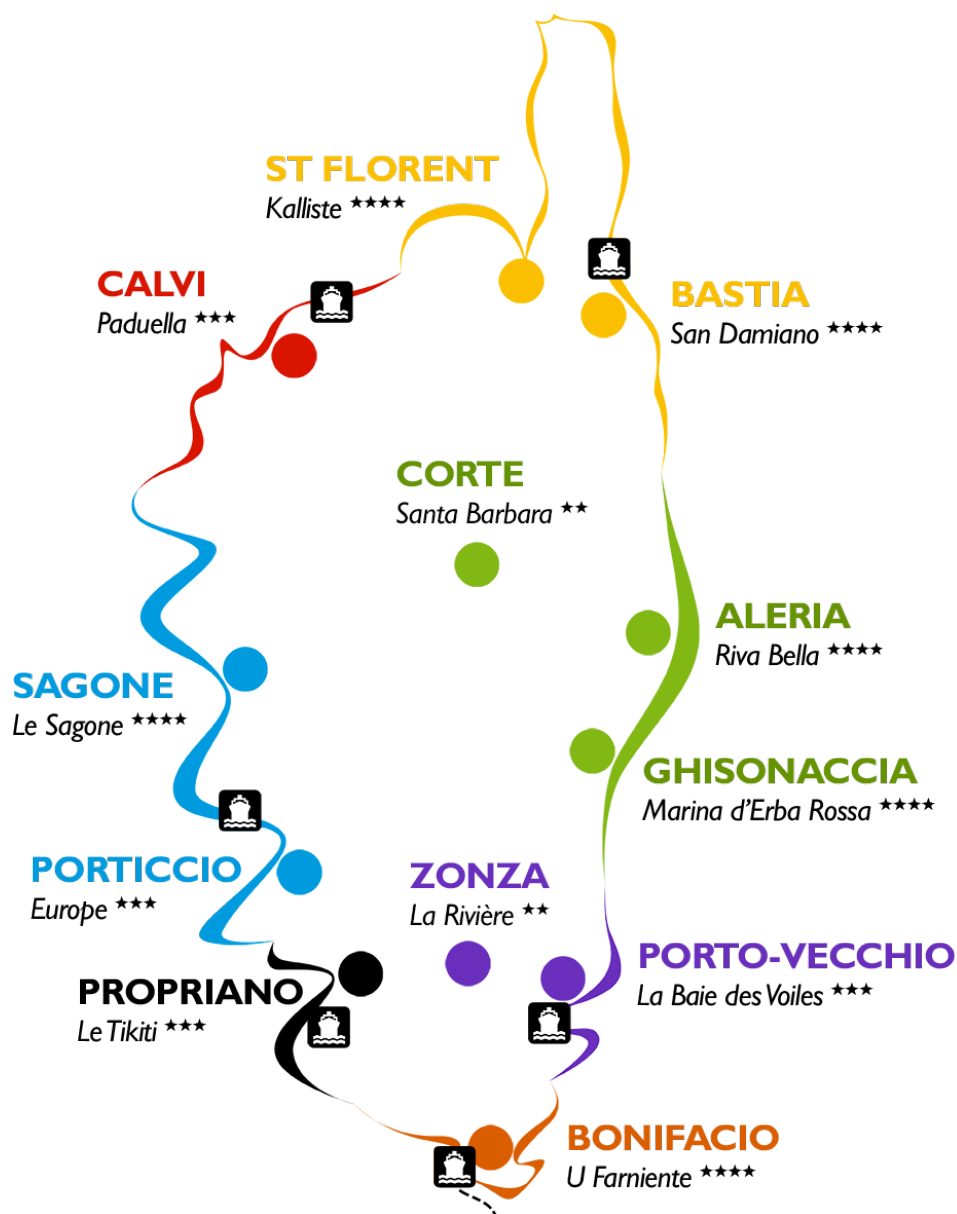 ST FLORENT
Kalliste ★★★★
CALVI
Paduella ★★★
BASTIA
San Damiano ★★★★
CORTE
Santa Barbara ★★
ALERIA
Riva Bella ★★★★
SAGONE
Le Sagone ★★★★
GHISONACCIA
Marina d'Erba Rossa ★★★★
PORTICCIO
Europe ★★★
ZONZA
La Rivière ★★
PORTO-VECCHIO
La Baie des Voiles ★★★
PROPRIANO
Le Tikiti ★★★
BONIFACIO
U Farniente ★★★★